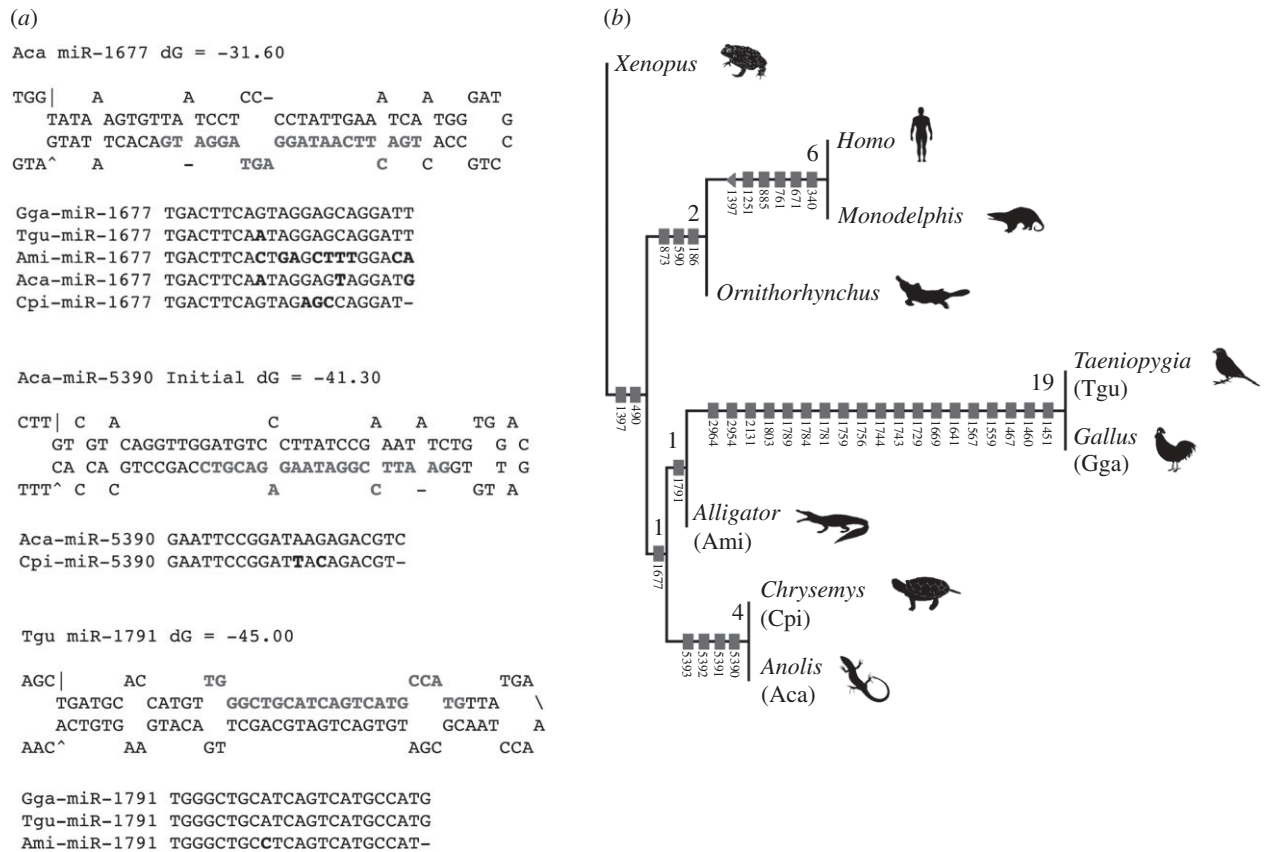 (a)
Aca miR-1677 dG = -31.60
TGG| A A CC- A A GAT
TATA AGTGTTA TCCT CCTATTGAA TCA TGG G
GTAT TCACAGT AGGA GGATAACTT AGT ACC C
GTA^ A - TGA C C GTC
Gga-miR-1677 TGACTTCAGTAGGAGCAGGATT
Tgu-miR-1677 TGACTTCAATAGGAGCAGGATT
Ami-miR-1677 TGACTTCACTGAGCTTTGGACA
Aca-miR-1677 TGACTTCAATAGGAGTAGGATG
Cpi-miR-1677 TGACTTCAGTAGAGCCAGGAT-
Aca-miR-5390 Initial dG = -41.30
CTT| C A C A A TG A
GT GT CAGGTTGGATGTC CTTATCCG AAT TCTG G C
CA CA GTCCGACCTGCAG GAATAGGC TTA AGGT T G
TTT^ C C A C - GT A
Aca-miR-5390 GAATTCCGGATAAGAGACGTC
Cpi-miR-5390 GAATTCCGGATTACAGACGT-
Tgu miR-1791 dG = -45.00
AGC| AC TG CCA TGA
TGATGC CATGT GGCTGCATCAGTCATG TGTTA \
ACTGTG GTACA TCGACGTAGTCAGTGT GCAAT A
AAC^ AA GT AGC CCA
Gga-miR-1791 TGGGCTGCATCAGTCATGCCATG
Tgu-miR-1791 TGGGCTGCATCAGTCATGCCATG
Ami-miR-1791 TGGGCTGCCTCAGTCATGCCAT-
(b)
Xenopus
Homo
6
1397 1251 885 761 671 340
Monodelphis
2
873 590 186
Ornithorhynchus
1397 490
Taeniopygia
(Tgu)
19
2964 2954 2131 1803 1789 1784 1781 1759 1756 1744 1743 1729 1669 1641 1567 1559 1467 1460 1451
Gallus
(Gga)
1
1791
Alligator
(Ami)
1
1677
Chrysemys
(Cpi)
4
5393 5392 5391 5390
Anolis
(Aca)